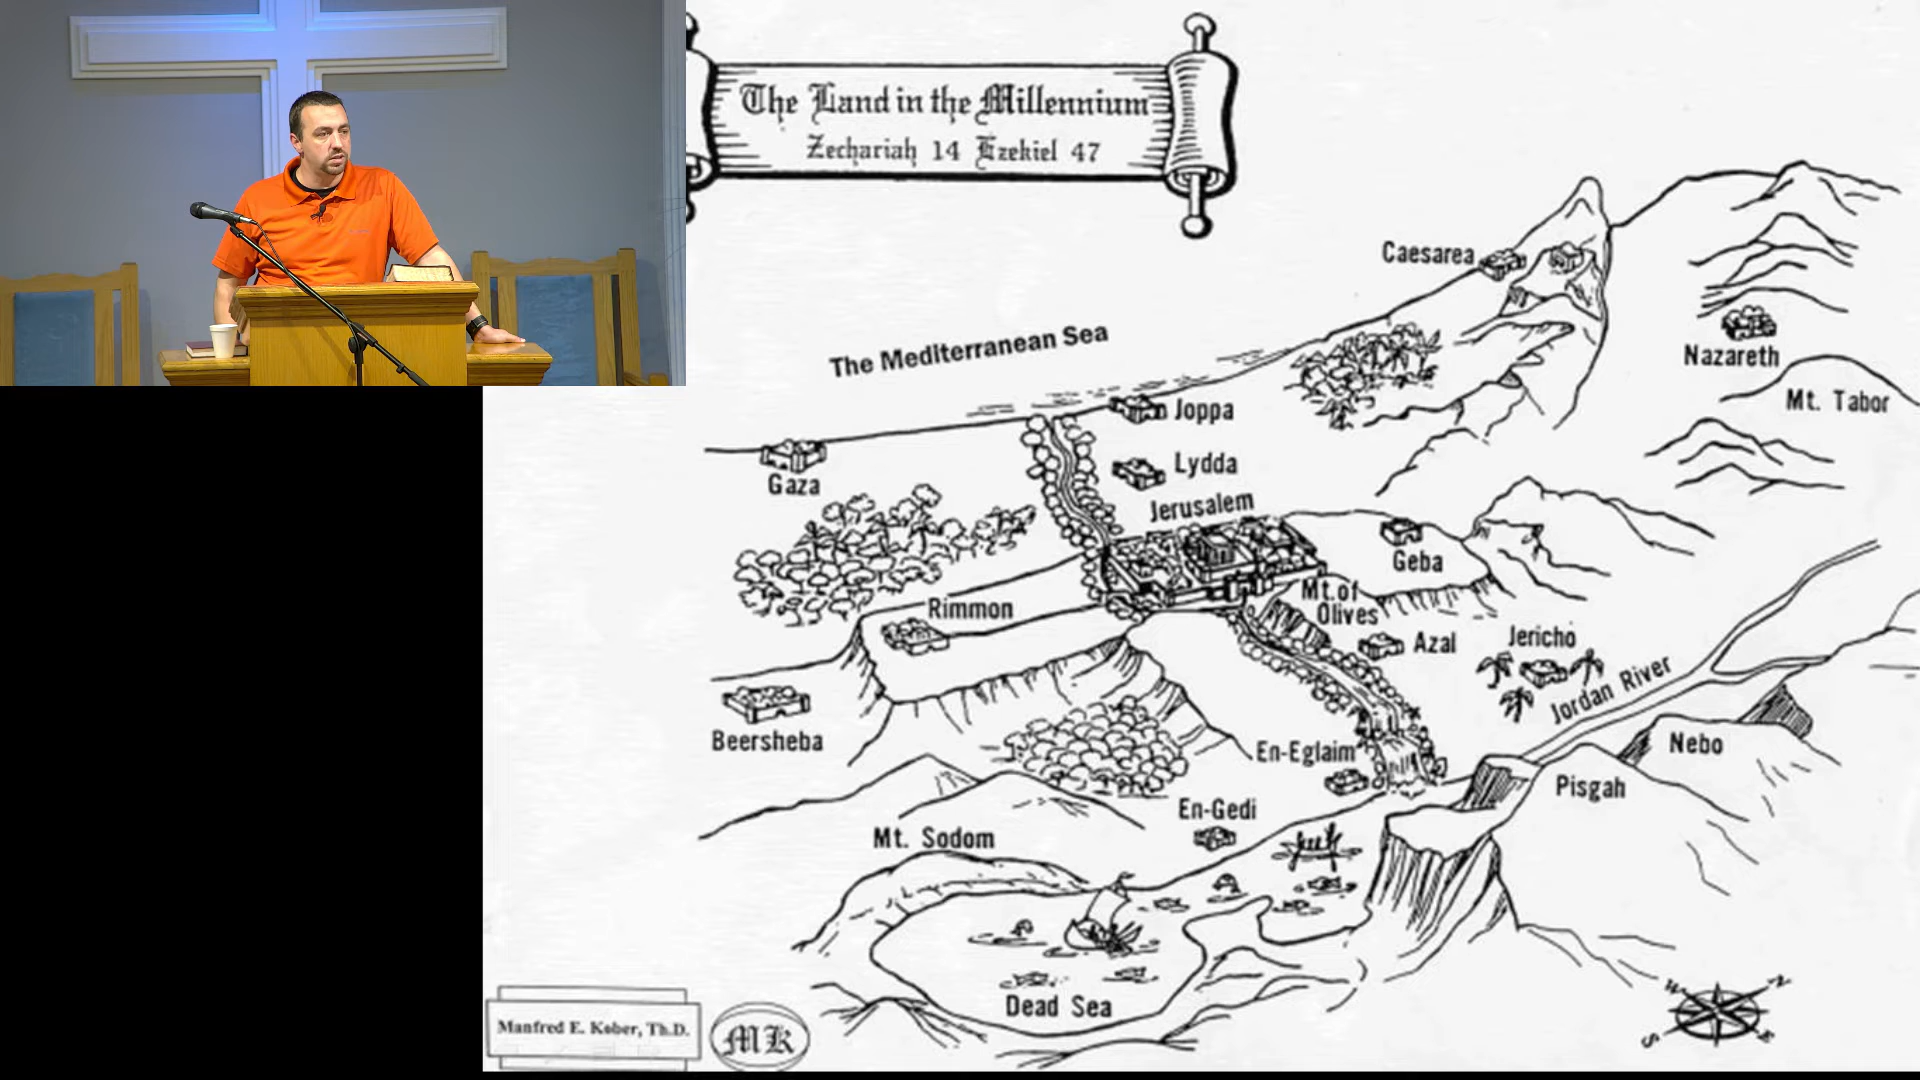 The Land in the Millennium
Zechariah 14 Ezekiel 47
Caesarea
Nazareth
Mt. Tabor
The Mediterranean Sea
Joppa
Gaza
Lydda
Jerusalem
Geba
Mt. of
Olives
Rimmon
Azal
Jericho
Jordan River
Beersheba
En-Eglaim
Nebo
Pisgah
En-Gedi
Mt. Sodom
Dead Sea
Manfred E. Kober, Th.D.
MK
W
N
S
E